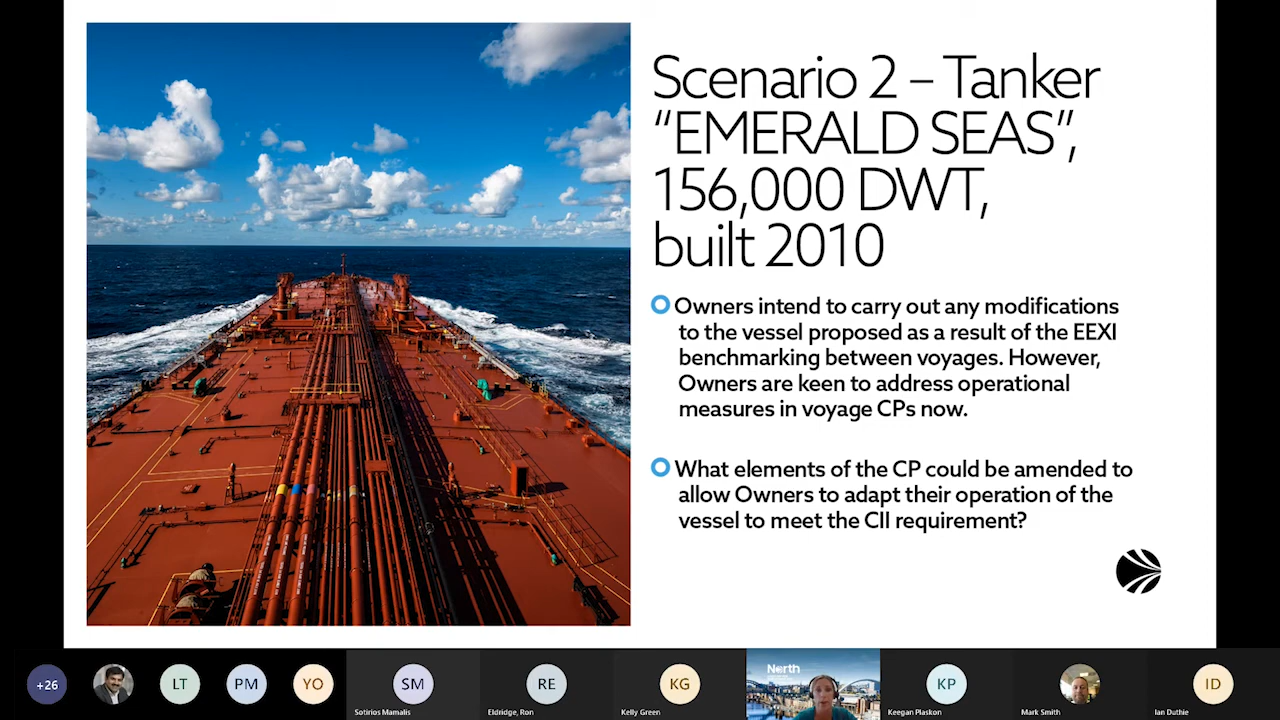 Scenario 2 – Tanker
“EMERALD SEAS”,
156,000 DWT,
built 2010
Owners intend to carry out any modifications
to the vessel proposed as a result of the EEXI
benchmarking between voyages. However,
Owners are keen to address operational
measures in voyage CPs now.
What elements of the CP could be amended to
allow Owners to adapt their operation of the
vessel to meet the CII requirement?
+26
LT
PM
YO
SM
Sotirios Mamalis
RE
Eldridge, Ron
KG
Kelly Green
North
KP
Keegan Plaskon
Mark Smith
ID
Ian Duthie